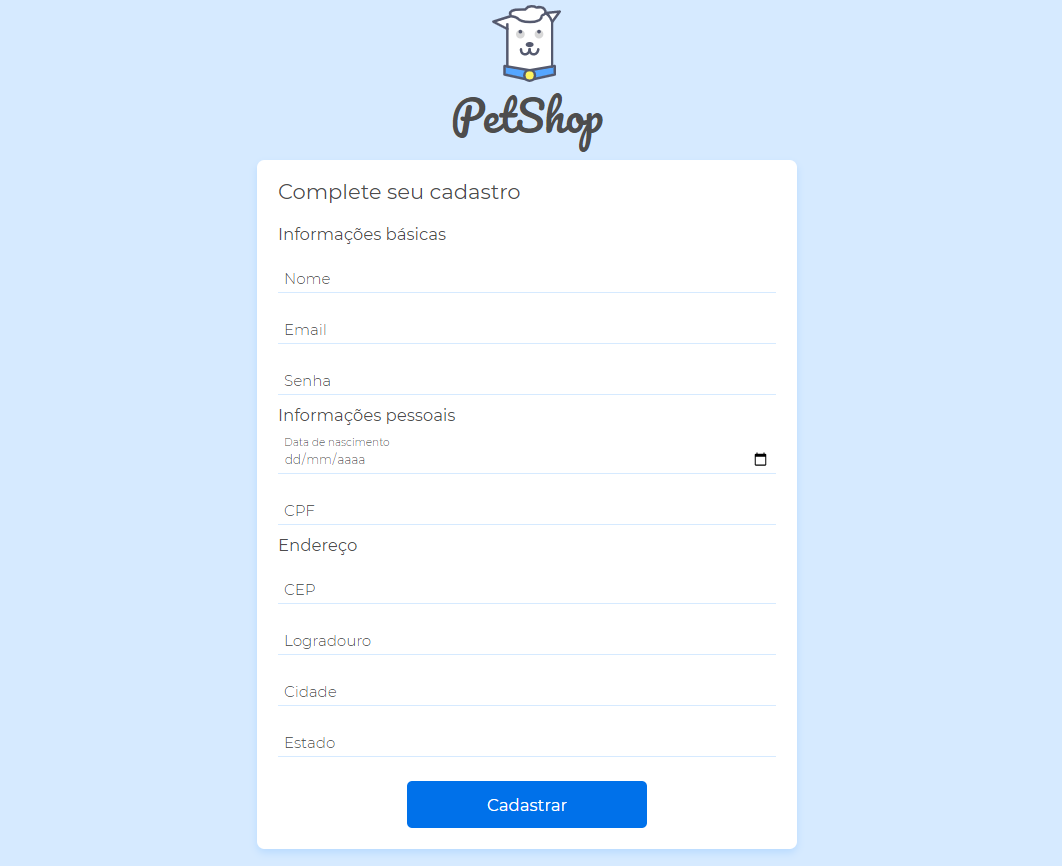 PetShop
Complete seu cadastro
Informações básicas
Nome
Email
Senha
Informações pessoais
Data de nascimento
dd/mm/aaaa
CPF
Endereço
CEP
Logradouro
Cidade
Estado
Cadastrar